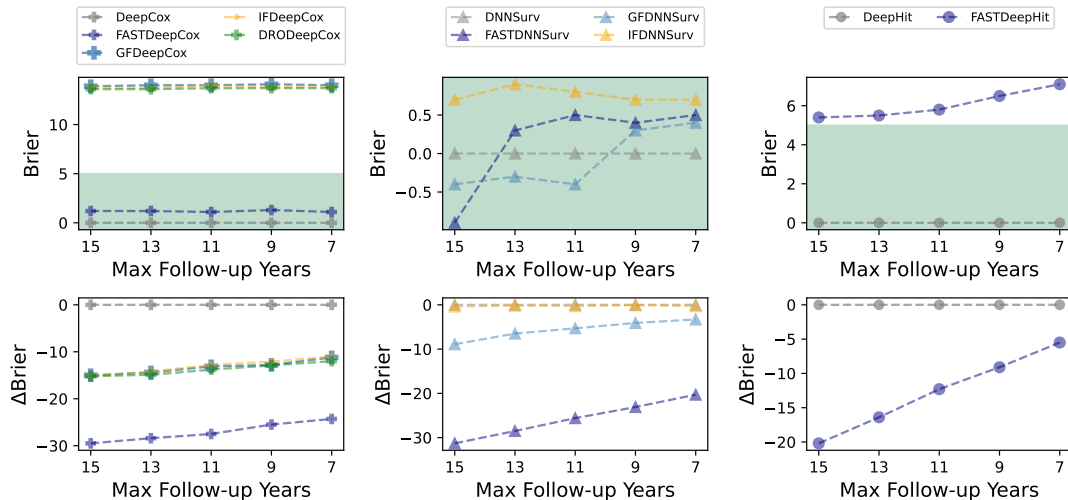 DeepCox
FASTDeepCox
GFDeepCox
IFDeepCox
DRODeepCox
DNNSurv
FASTDNNSurv
GFDNNSurv
IFDNNSurv
DeepHit
FASTDeepHit
Brier
10
5
0
15 13 11 9 7
Max Follow-up Years
Brier
0.5
0.0
−0.5
15 13 11 9 7
Max Follow-up Years
Brier
6
4
2
0
15 13 11 9 7
Max Follow-up Years
ΔBrier
0
−10
−20
−30
15 13 11 9 7
Max Follow-up Years
ΔBrier
0
−10
−20
−30
15 13 11 9 7
Max Follow-up Years
ΔBrier
0
−5
−10
−15
−20
15 13 11 9 7
Max Follow-up Years